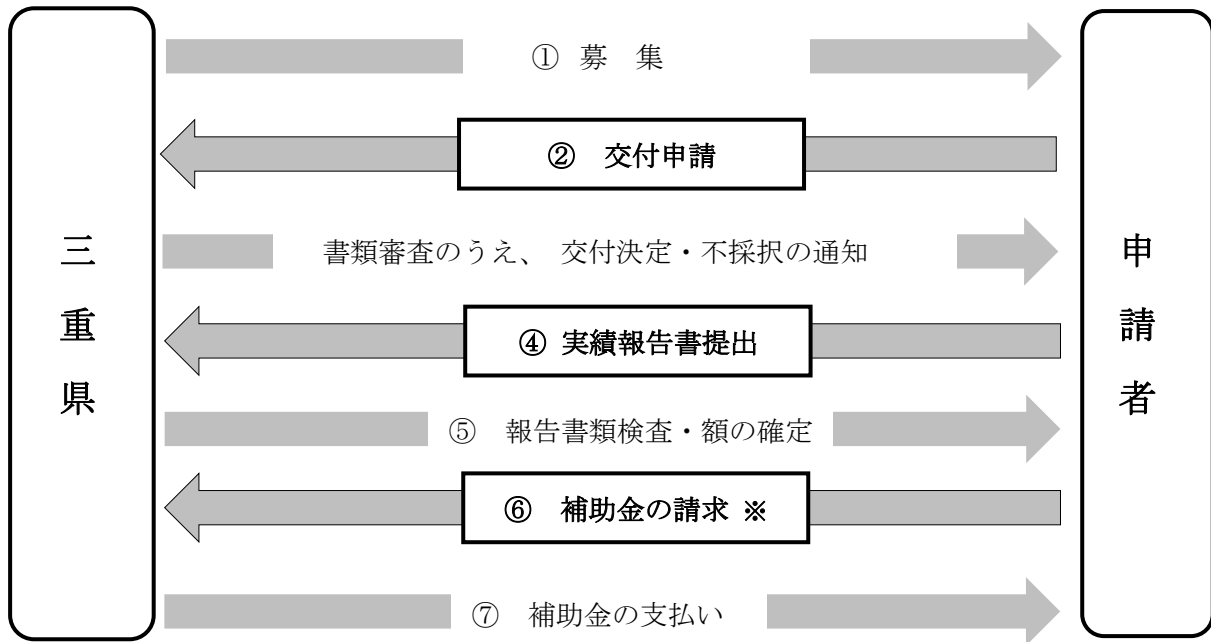 三重県
① 募 集
② 交付申請
書類審査のうえ、 交付決定・不採択の通知
④ 実績報告書提出
⑤ 報告書類検査・額の確定
⑥ 補助金の請求 ※
⑦ 補助金の支払い
申請者